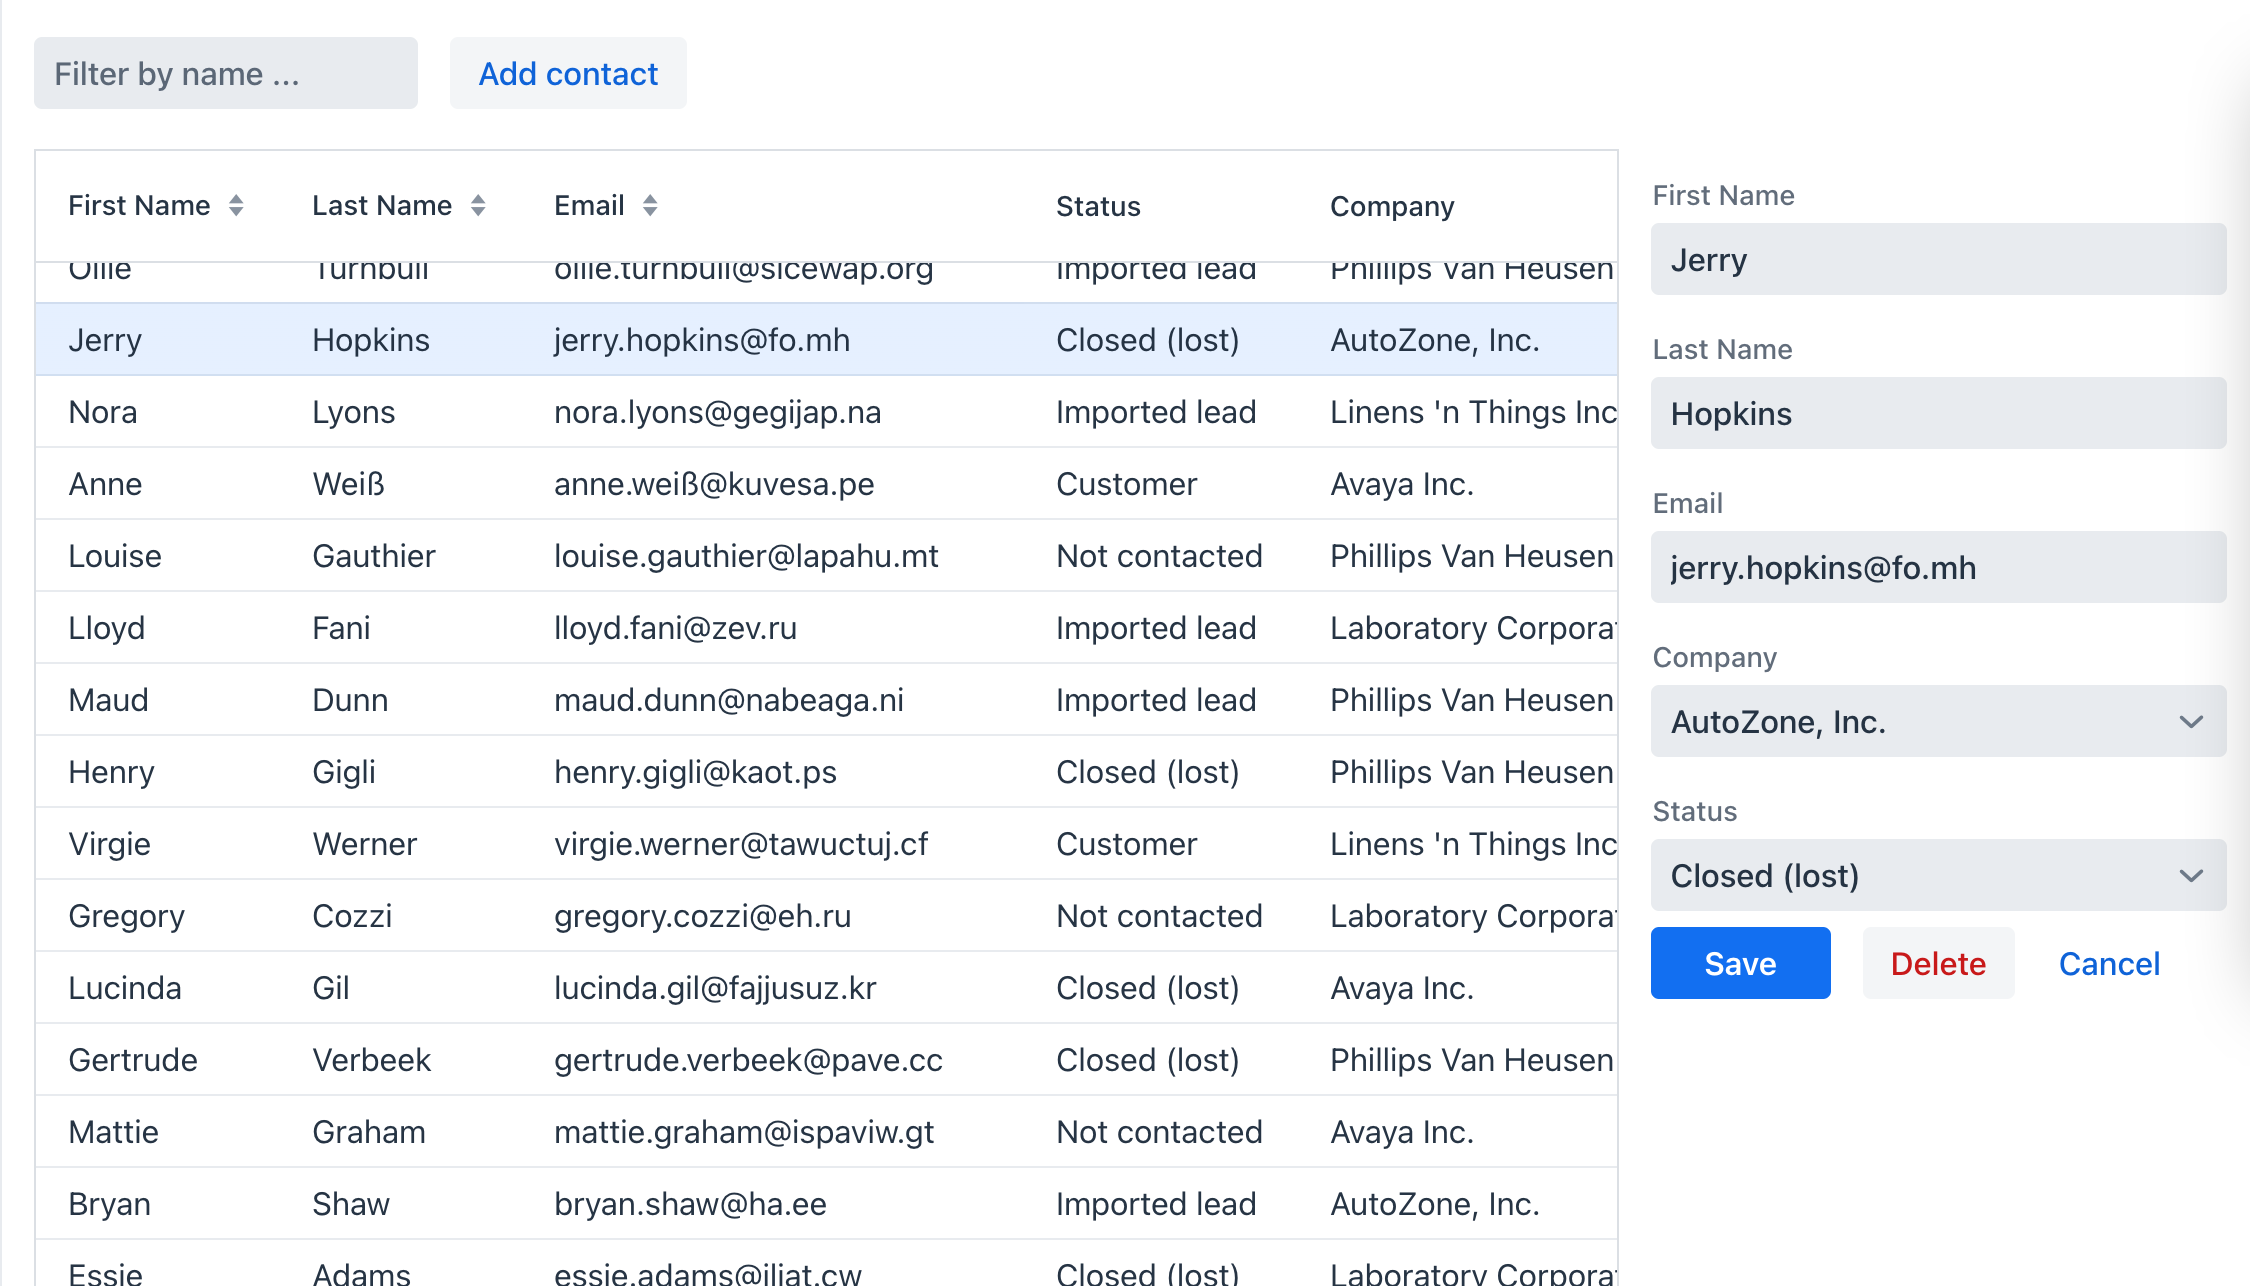 Filter by name ... Add contact
First Name Last Name Email Status Company
Ollie Turnbull ollie.turnbull@sicewap.org Imported lead Phillips Van Heusen
Jerry Hopkins jerry.hopkins@fo.mh Closed (lost) AutoZone, Inc.
Nora Lyons nora.lyons@gegijap.na Imported lead Linens 'n Things Inc
Anne Weiß anne.weiß@kuvesa.pe Customer Avaya Inc.
Louise Gauthier louise.gauthier@lapahu.mt Not contacted Phillips Van Heusen
Lloyd Fani lloyd.fani@zev.ru Imported lead Laboratory Corpora
Maud Dunn maud.dunn@nabeaga.ni Imported lead Phillips Van Heusen
Henry Gigli henry.gigli@kaot.ps Closed (lost) Phillips Van Heusen
Virgie Werner virgie.werner@tawuctuj.cf Customer Linens 'n Things Inc
Gregory Cozzi gregory.cozzi@eh.ru Not contacted Laboratory Corpora
Lucinda Gil lucinda.gil@fajjusuz.kr Closed (lost) Avaya Inc.
Gertrude Verbeek gertrude.verbeek@pave.cc Closed (lost) Phillips Van Heusen
Mattie Graham mattie.graham@ispaviw.gt Not contacted Avaya Inc.
Bryan Shaw bryan.shaw@ha.ee Imported lead AutoZone, Inc.
Essie Adams essie.adams@iliat.cw Closed (lost) Laboratory Corpora
First Name
Jerry
Last Name
Hopkins
Email
jerry.hopkins@fo.mh
Company
AutoZone, Inc.
Status
Closed (lost)
Save Delete Cancel